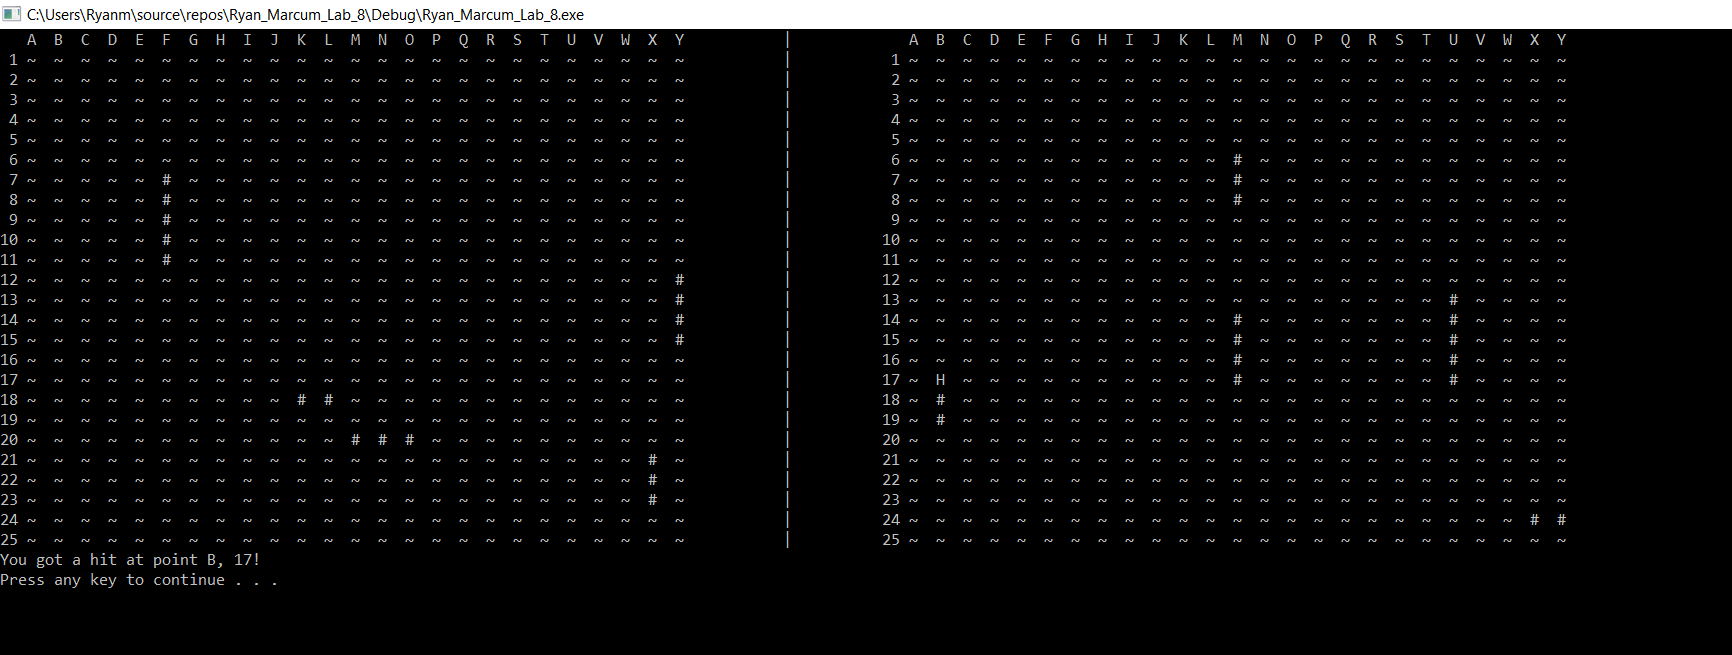 C:\Users\Ryanm\source\repos\Ryan_Marcum_Lab_8\Debug\Ryan_Marcum_Lab_8.exe
   A  B  C  D  E  F  G  H  I  J  K  L  M  N  O  P  Q  R  S  T  U  V  W  X  Y           |             A  B  C  D  E  F  G  H  I  J  K  L  M  N  O  P  Q  R  S  T  U  V  W  X  Y
 1 ~  ~  ~  ~  ~  ~  ~  ~  ~  ~  ~  ~  ~  ~  ~  ~  ~  ~  ~  ~  ~  ~  ~  ~  ~           |           1 ~  ~  ~  ~  ~  ~  ~  ~  ~  ~  ~  ~  ~  ~  ~  ~  ~  ~  ~  ~  ~  ~  ~  ~  ~
 2 ~  ~  ~  ~  ~  ~  ~  ~  ~  ~  ~  ~  ~  ~  ~  ~  ~  ~  ~  ~  ~  ~  ~  ~  ~           |           2 ~  ~  ~  ~  ~  ~  ~  ~  ~  ~  ~  ~  ~  ~  ~  ~  ~  ~  ~  ~  ~  ~  ~  ~  ~
 3 ~  ~  ~  ~  ~  ~  ~  ~  ~  ~  ~  ~  ~  ~  ~  ~  ~  ~  ~  ~  ~  ~  ~  ~  ~           |           3 ~  ~  ~  ~  ~  ~  ~  ~  ~  ~  ~  ~  ~  ~  ~  ~  ~  ~  ~  ~  ~  ~  ~  ~  ~
 4 ~  ~  ~  ~  ~  ~  ~  ~  ~  ~  ~  ~  ~  ~  ~  ~  ~  ~  ~  ~  ~  ~  ~  ~  ~           |           4 ~  ~  ~  ~  ~  ~  ~  ~  ~  ~  ~  ~  ~  ~  ~  ~  ~  ~  ~  ~  ~  ~  ~  ~  ~
 5 ~  ~  ~  ~  ~  ~  ~  ~  ~  ~  ~  ~  ~  ~  ~  ~  ~  ~  ~  ~  ~  ~  ~  ~  ~           |           5 ~  ~  ~  ~  ~  ~  ~  ~  ~  ~  ~  ~  ~  ~  ~  ~  ~  ~  ~  ~  ~  ~  ~  ~  ~
 6 ~  ~  ~  ~  ~  ~  ~  ~  ~  ~  ~  ~  ~  ~  ~  ~  ~  ~  ~  ~  ~  ~  ~  ~  ~           |           6 ~  ~  ~  ~  ~  ~  ~  ~  ~  ~  ~  ~  #  ~  ~  ~  ~  ~  ~  ~  ~  ~  ~  ~  ~
 7 ~  ~  ~  ~  ~  #  ~  ~  ~  ~  ~  ~  ~  ~  ~  ~  ~  ~  ~  ~  ~  ~  ~  ~  ~           |           7 ~  ~  ~  ~  ~  ~  ~  ~  ~  ~  ~  ~  #  ~  ~  ~  ~  ~  ~  ~  ~  ~  ~  ~  ~
 8 ~  ~  ~  ~  ~  #  ~  ~  ~  ~  ~  ~  ~  ~  ~  ~  ~  ~  ~  ~  ~  ~  ~  ~  ~           |           8 ~  ~  ~  ~  ~  ~  ~  ~  ~  ~  ~  ~  #  ~  ~  ~  ~  ~  ~  ~  ~  ~  ~  ~  ~
 9 ~  ~  ~  ~  ~  #  ~  ~  ~  ~  ~  ~  ~  ~  ~  ~  ~  ~  ~  ~  ~  ~  ~  ~  ~           |           9 ~  ~  ~  ~  ~  ~  ~  ~  ~  ~  ~  ~  ~  ~  ~  ~  ~  ~  ~  ~  ~  ~  ~  ~  ~
10 ~  ~  ~  ~  ~  #  ~  ~  ~  ~  ~  ~  ~  ~  ~  ~  ~  ~  ~  ~  ~  ~  ~  ~  ~           |          10 ~  ~  ~  ~  ~  ~  ~  ~  ~  ~  ~  ~  ~  ~  ~  ~  ~  ~  ~  ~  ~  ~  ~  ~  ~
11 ~  ~  ~  ~  ~  #  ~  ~  ~  ~  ~  ~  ~  ~  ~  ~  ~  ~  ~  ~  ~  ~  ~  ~  ~           |          11 ~  ~  ~  ~  ~  ~  ~  ~  ~  ~  ~  ~  ~  ~  ~  ~  ~  ~  ~  ~  ~  ~  ~  ~  ~
12 ~  ~  ~  ~  ~  ~  ~  ~  ~  ~  ~  ~  ~  ~  ~  ~  ~  ~  ~  ~  ~  ~  ~  ~  #           |          12 ~  ~  ~  ~  ~  ~  ~  ~  ~  ~  ~  ~  ~  ~  ~  ~  ~  ~  ~  ~  ~  ~  ~  ~  ~
13 ~  ~  ~  ~  ~  ~  ~  ~  ~  ~  ~  ~  ~  ~  ~  ~  ~  ~  ~  ~  ~  ~  ~  ~  #           |          13 ~  ~  ~  ~  ~  ~  ~  ~  ~  ~  ~  ~  ~  ~  ~  ~  ~  ~  ~  ~  #  ~  ~  ~  ~
14 ~  ~  ~  ~  ~  ~  ~  ~  ~  ~  ~  ~  ~  ~  ~  ~  ~  ~  ~  ~  ~  ~  ~  ~  #           |          14 ~  ~  ~  ~  ~  ~  ~  ~  ~  ~  ~  ~  #  ~  ~  ~  ~  ~  ~  ~  #  ~  ~  ~  ~
15 ~  ~  ~  ~  ~  ~  ~  ~  ~  ~  ~  ~  ~  ~  ~  ~  ~  ~  ~  ~  ~  ~  ~  ~  #           |          15 ~  ~  ~  ~  ~  ~  ~  ~  ~  ~  ~  ~  #  ~  ~  ~  ~  ~  ~  ~  #  ~  ~  ~  ~
16 ~  ~  ~  ~  ~  ~  ~  ~  ~  ~  ~  ~  ~  ~  ~  ~  ~  ~  ~  ~  ~  ~  ~  ~  ~           |          16 ~  ~  ~  ~  ~  ~  ~  ~  ~  ~  ~  ~  #  ~  ~  ~  ~  ~  ~  ~  #  ~  ~  ~  ~
17 ~  ~  ~  ~  ~  ~  ~  ~  ~  ~  ~  ~  ~  ~  ~  ~  ~  ~  ~  ~  ~  ~  ~  ~  ~           |          17 ~  H  ~  ~  ~  ~  ~  ~  ~  ~  ~  ~  #  ~  ~  ~  ~  ~  ~  ~  #  ~  ~  ~  ~
18 ~  ~  ~  ~  ~  ~  ~  ~  ~  ~  #  #  ~  ~  ~  ~  ~  ~  ~  ~  ~  ~  ~  ~  ~           |          18 ~  #  ~  ~  ~  ~  ~  ~  ~  ~  ~  ~  ~  ~  ~  ~  ~  ~  ~  ~  ~  ~  ~  ~  ~
19 ~  ~  ~  ~  ~  ~  ~  ~  ~  ~  ~  ~  ~  ~  ~  ~  ~  ~  ~  ~  ~  ~  ~  ~  ~           |          19 ~  #  ~  ~  ~  ~  ~  ~  ~  ~  ~  ~  ~  ~  ~  ~  ~  ~  ~  ~  ~  ~  ~  ~  ~
20 ~  ~  ~  ~  ~  ~  ~  ~  ~  ~  ~  ~  #  #  #  ~  ~  ~  ~  ~  ~  ~  ~  ~  ~           |          20 ~  ~  ~  ~  ~  ~  ~  ~  ~  ~  ~  ~  ~  ~  ~  ~  ~  ~  ~  ~  ~  ~  ~  ~  ~
21 ~  ~  ~  ~  ~  ~  ~  ~  ~  ~  ~  ~  ~  ~  ~  ~  ~  ~  ~  ~  ~  ~  ~  #  ~           |          21 ~  ~  ~  ~  ~  ~  ~  ~  ~  ~  ~  ~  ~  ~  ~  ~  ~  ~  ~  ~  ~  ~  ~  ~  ~
22 ~  ~  ~  ~  ~  ~  ~  ~  ~  ~  ~  ~  ~  ~  ~  ~  ~  ~  ~  ~  ~  ~  ~  #  ~           |          22 ~  ~  ~  ~  ~  ~  ~  ~  ~  ~  ~  ~  ~  ~  ~  ~  ~  ~  ~  ~  ~  ~  ~  ~  ~
23 ~  ~  ~  ~  ~  ~  ~  ~  ~  ~  ~  ~  ~  ~  ~  ~  ~  ~  ~  ~  ~  ~  ~  #  ~           |          23 ~  ~  ~  ~  ~  ~  ~  ~  ~  ~  ~  ~  ~  ~  ~  ~  ~  ~  ~  ~  ~  ~  ~  ~  ~
24 ~  ~  ~  ~  ~  ~  ~  ~  ~  ~  ~  ~  ~  ~  ~  ~  ~  ~  ~  ~  ~  ~  ~  ~  ~           |          24 ~  ~  ~  ~  ~  ~  ~  ~  ~  ~  ~  ~  ~  ~  ~  ~  ~  ~  ~  ~  ~  ~  ~  #  #
25 ~  ~  ~  ~  ~  ~  ~  ~  ~  ~  ~  ~  ~  ~  ~  ~  ~  ~  ~  ~  ~  ~  ~  ~  ~           |          25 ~  ~  ~  ~  ~  ~  ~  ~  ~  ~  ~  ~  ~  ~  ~  ~  ~  ~  ~  ~  ~  ~  ~  ~  ~
You got a hit at point B, 17!
Press any key to continue . . .